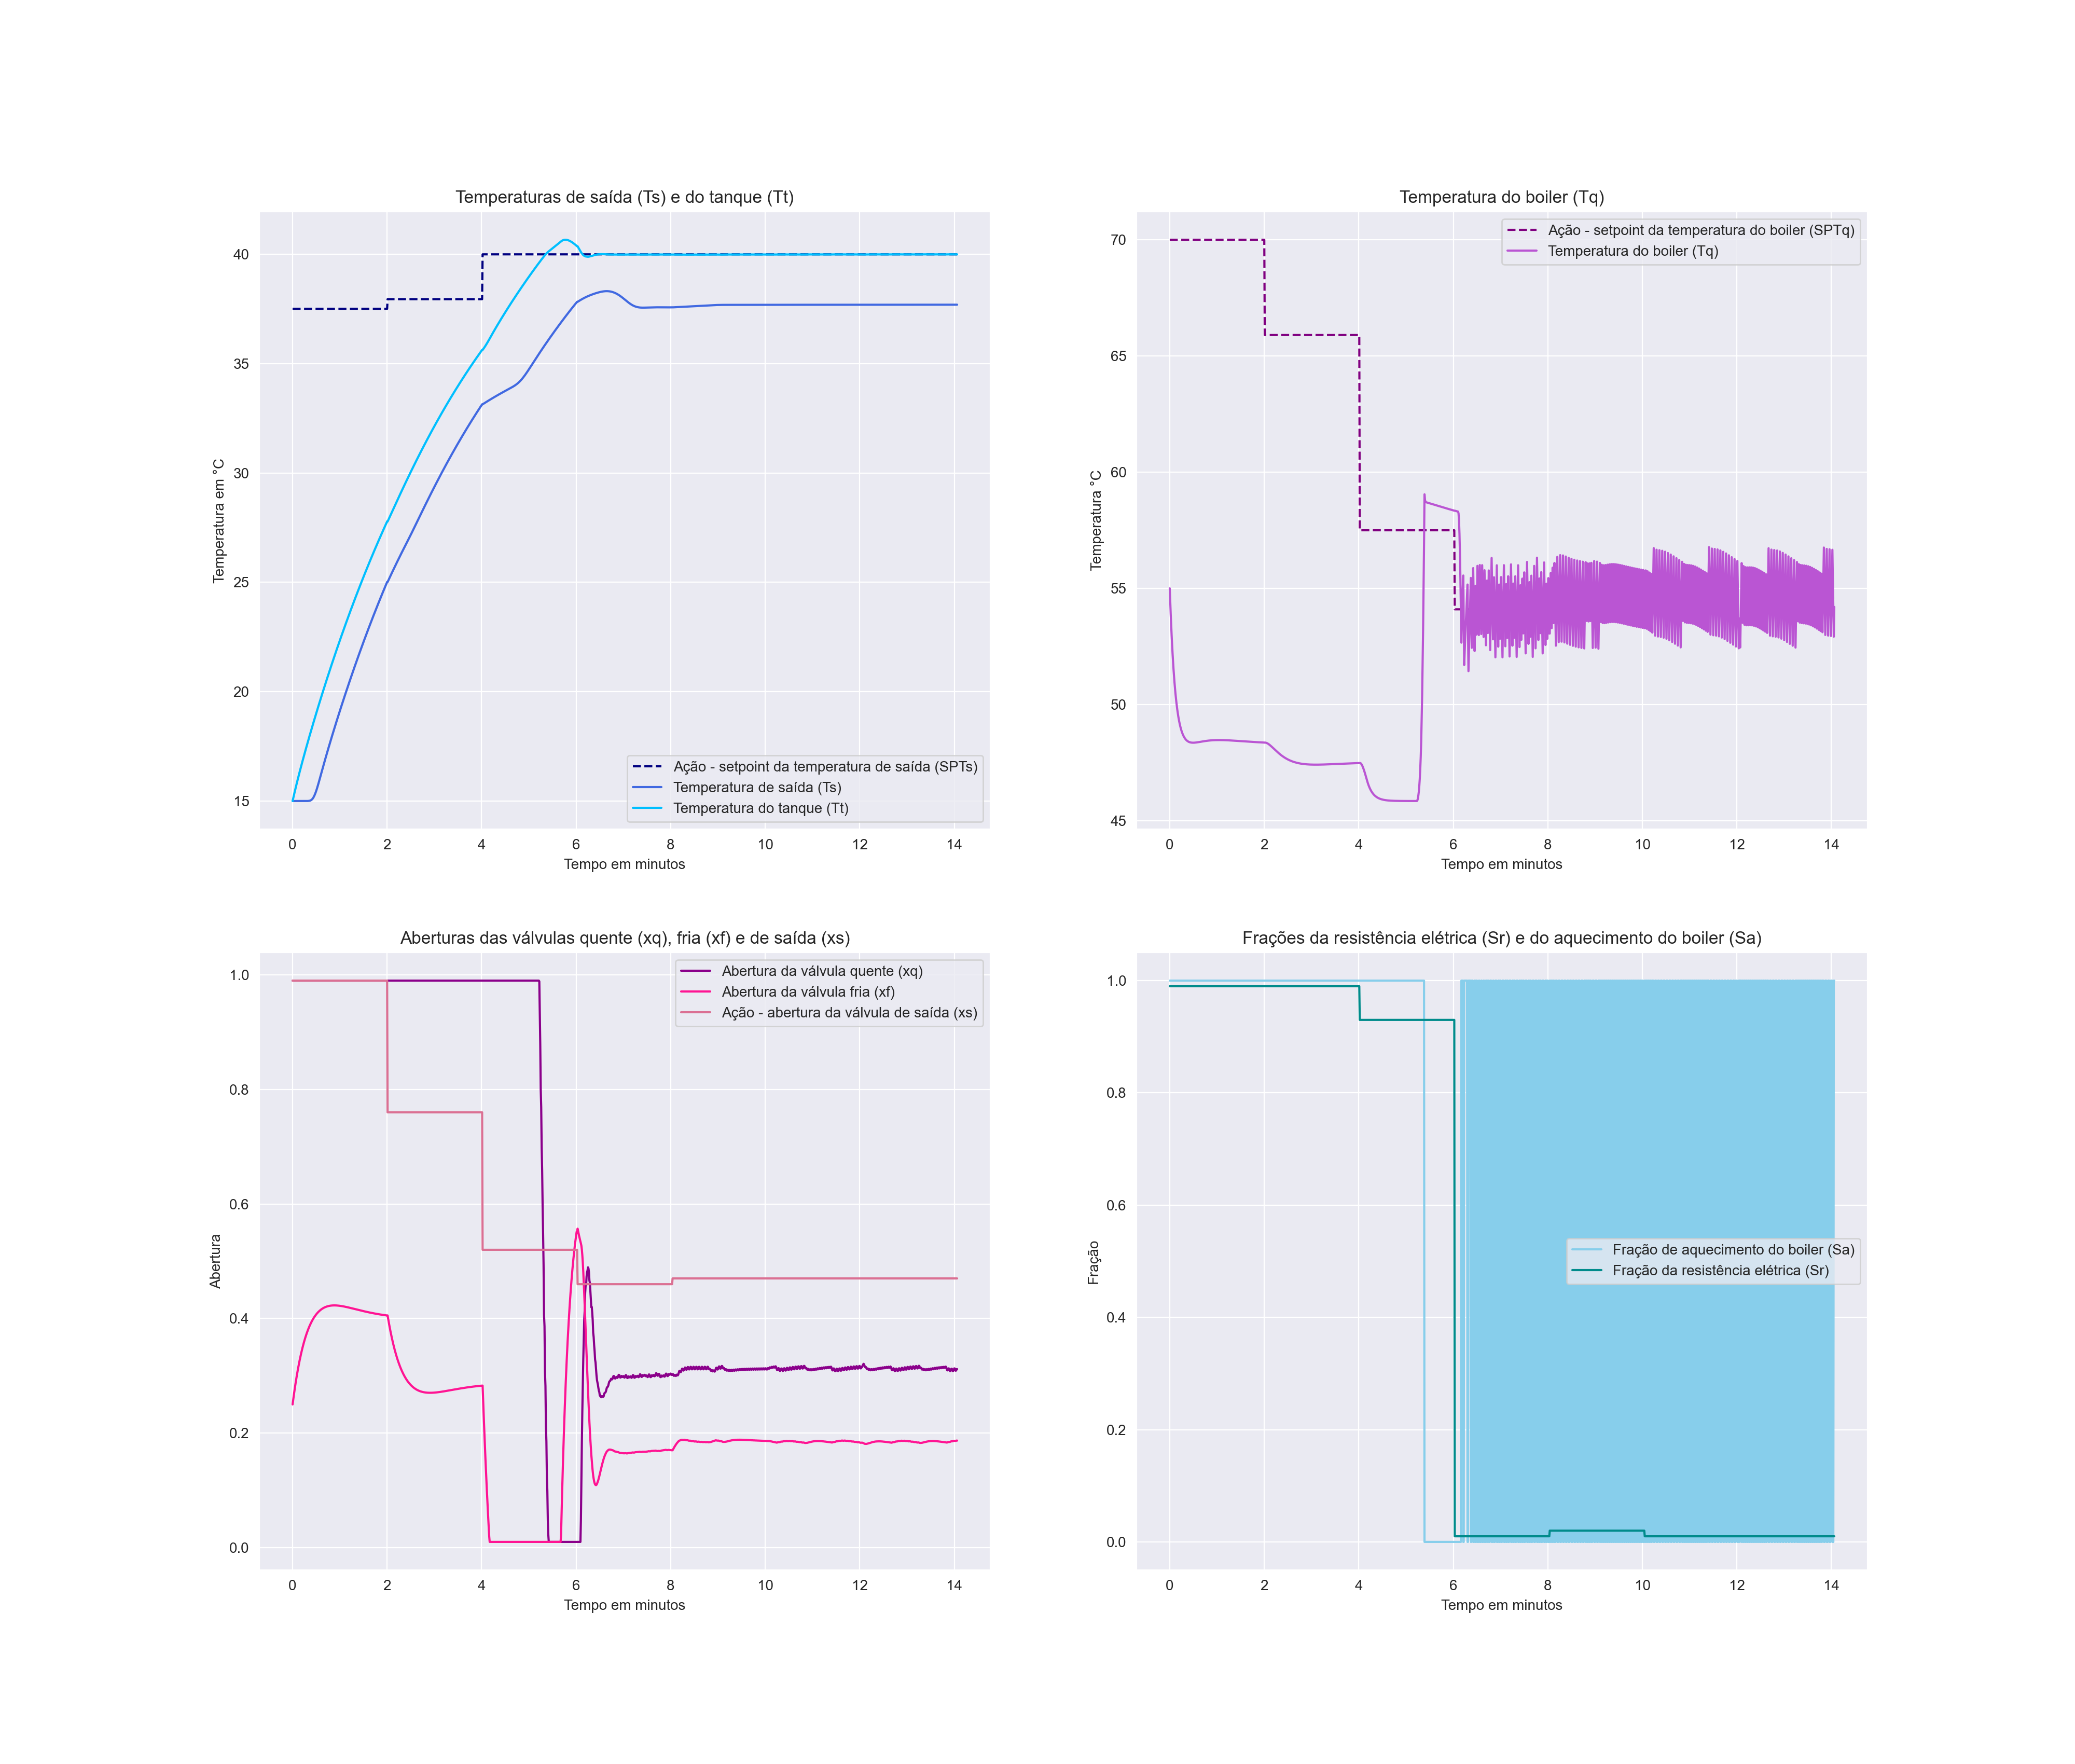 Temperaturas de saída (Ts) e do tanque (Tt)
40
35
30
25
20
15
Temperatura em °C
Ação - setpoint da temperatura de saída (SPTs)
Temperatura de saída (Ts)
Temperatura do tanque (Tt)
0 2 4 6 8 10 12 14
Tempo em minutos
Temperatura do boiler (Tq)
70
65
60
55
50
45
Temperatura °C
Ação - setpoint da temperatura do boiler (SPTq)
Temperatura do boiler (Tq)
0 2 4 6 8 10 12 14
Tempo em minutos
Aberturas das válvulas quente (xq), fria (xf) e de saída (xs)
1.0
0.8
0.6
0.4
0.2
0.0
Abertura
Abertura da válvula quente (xq)
Abertura da válvula fria (xf)
Ação - abertura da válvula de saída (xs)
0 2 4 6 8 10 12 14
Tempo em minutos
Frações da resistência elétrica (Sr) e do aquecimento do boiler (Sa)
1.0
0.8
0.6
0.4
0.2
0.0
Fração
Fração de aquecimento do boiler (Sa)
Fração da resistência elétrica (Sr)
0 2 4 6 8 10 12 14
Tempo em minutos